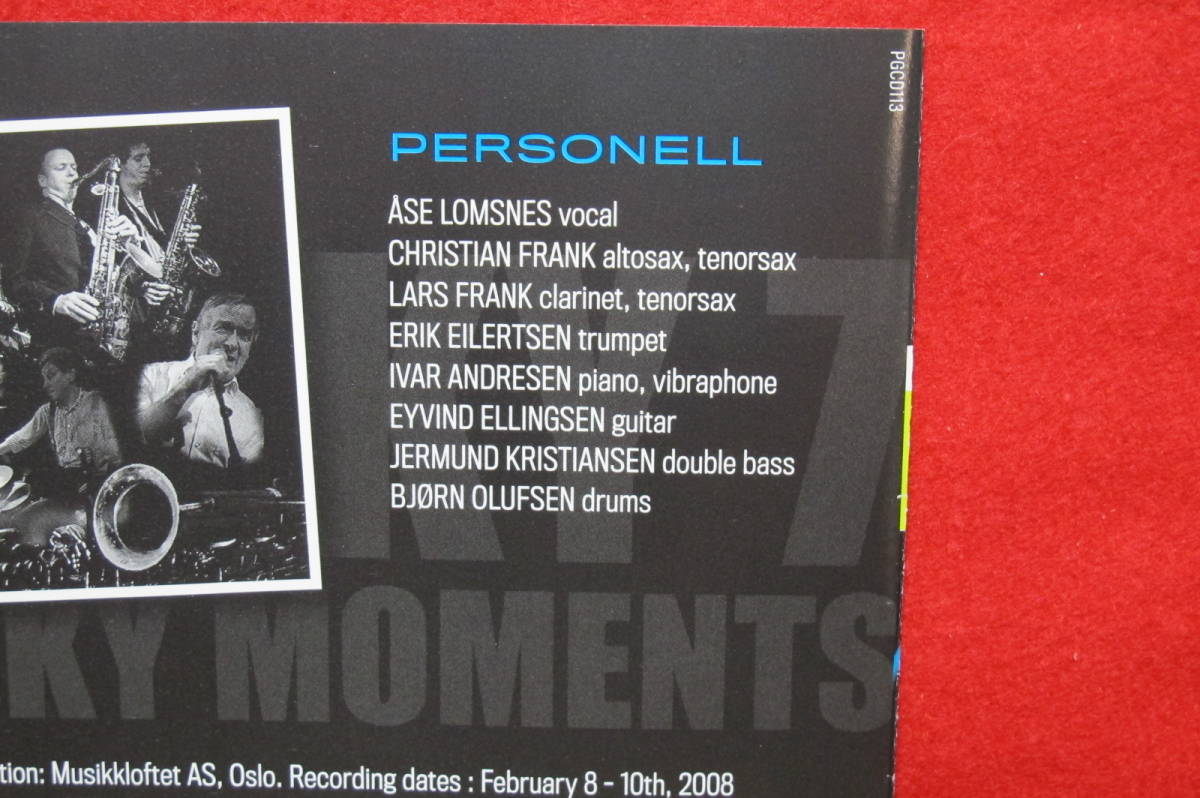 PGCD113
PERSONELL
ÅSE LOMSNES vocal
CHRISTIAN FRANK altosax, tenorsax
LARS FRANK clarinet, tenorsax
ERIK EILERTSEN trumpet
IVAR ANDRESEN piano, vibraphone
EYVIND ELLINGSEN guitar
JERMUND KRISTIANSEN double bass
BJØRN OLUFSEN drums
KY 7
KY MOMENTS
tion: Musikkloftet AS, Oslo. Recording dates : February 8 - 10th, 2008